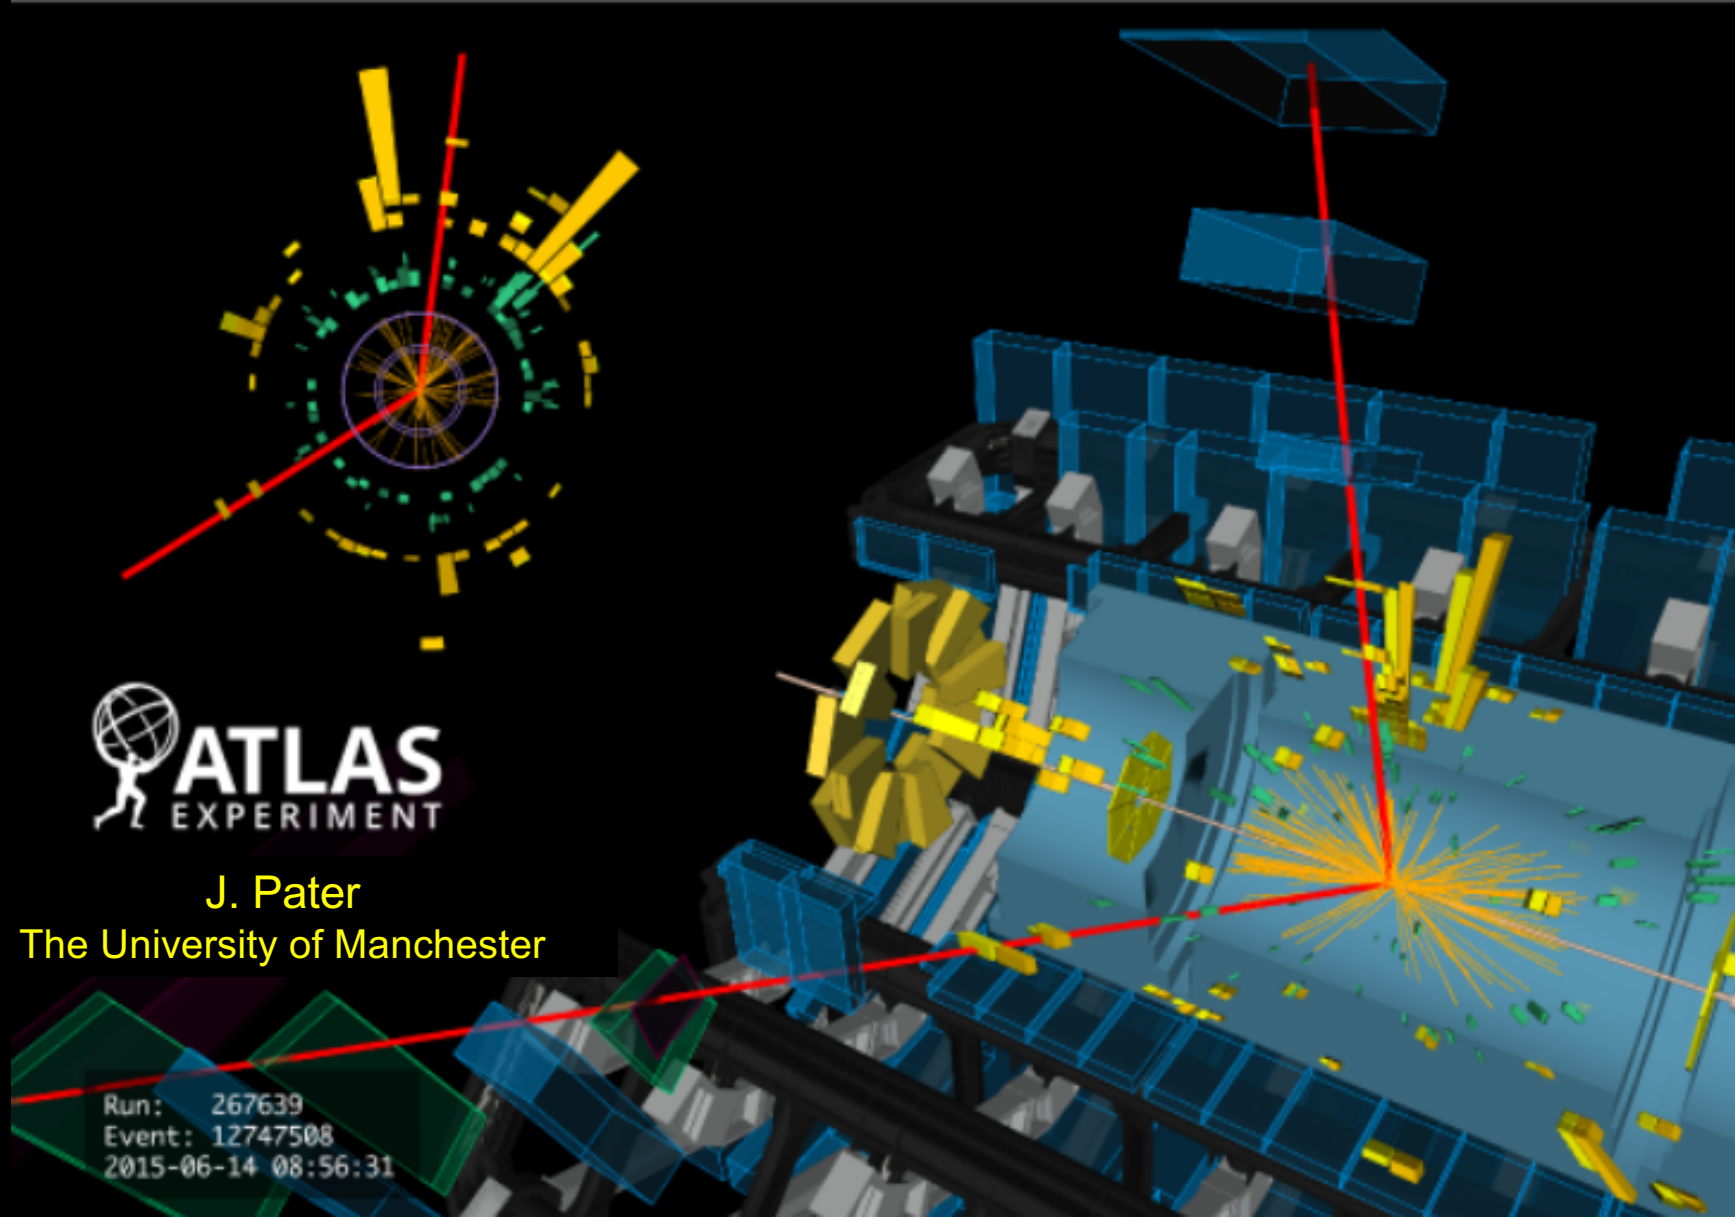 ATLAS
EXPERIMENT
J. Pater
The University of Manchester
Run: 267639
Event: 12747508
2015-06-14 08:56:31